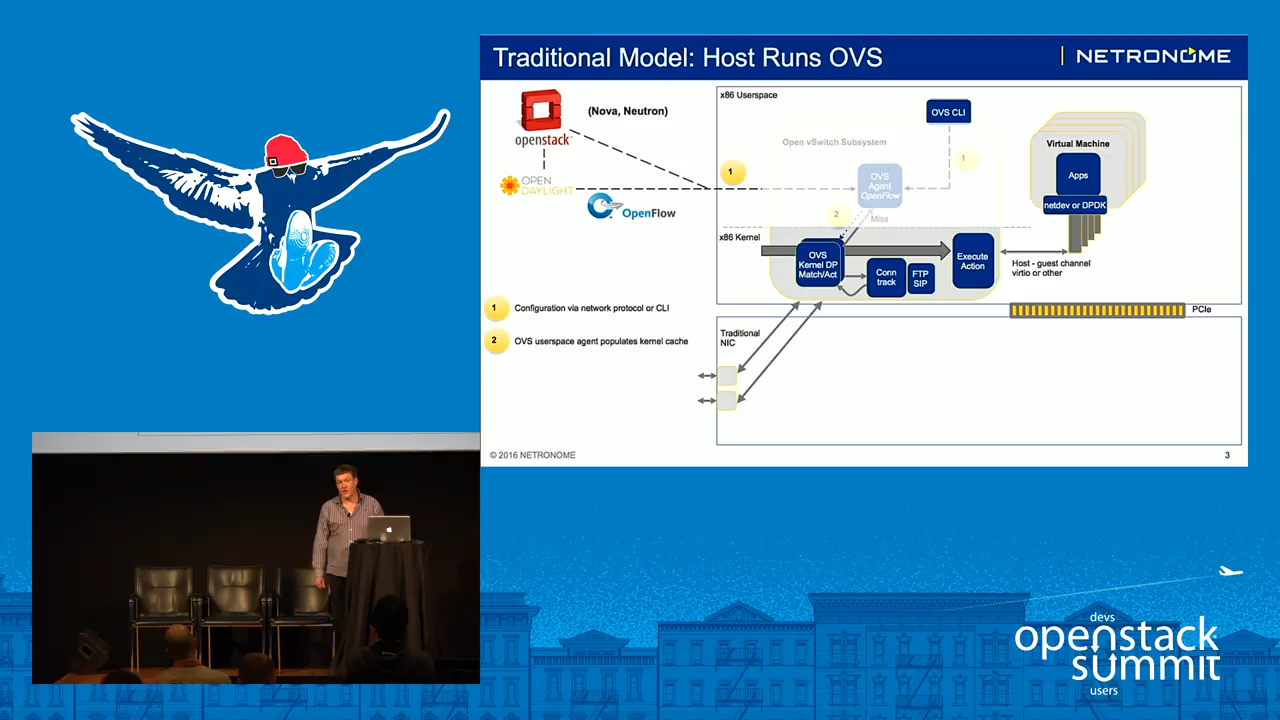 Traditional Model: Host Runs OVS
NETRONOME
x86 Userspace
(Nova, Neutron)
openstack
OVS CLI
Open vSwitch Subsystem
Virtual Machine
1
1
Apps
OPEN
DAYLIGHT
OVS
Agent
OpenFlow
netdev or DPDK
OpenFlow
2
Miss
x86 Kernel
OVS
Kernel DP
Match/Act
Conn
track
FTP
SIP
Execute
Action
Host - guest channel
virtio or other
1
Configuration via network protocol or CLI
PCIe
2
OVS userspace agent populates kernel cache
Traditional
NIC
© 2016 NETRONOME
3
devs
openstack
summit
users